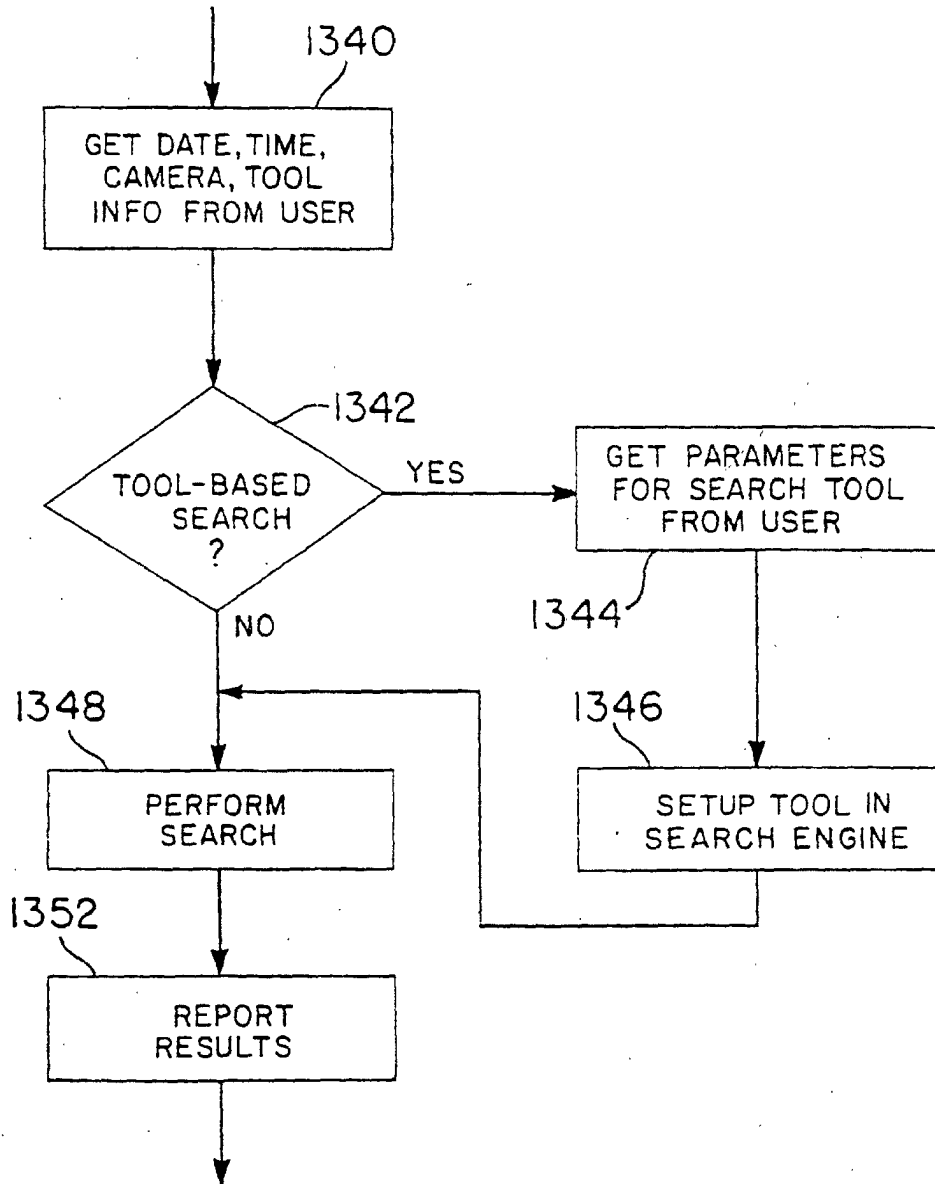 1340
GET DATE, TIME,
CAMERA, TOOL
INFO FROM USER
1342
TOOL-BASED
SEARCH
?
YES
NO
GET PARAMETERS
FOR SEARCH TOOL
FROM USER
1344
1346
SETUP TOOL IN
SEARCH ENGINE
1348
PERFORM
SEARCH
1352
REPORT
RESULTS